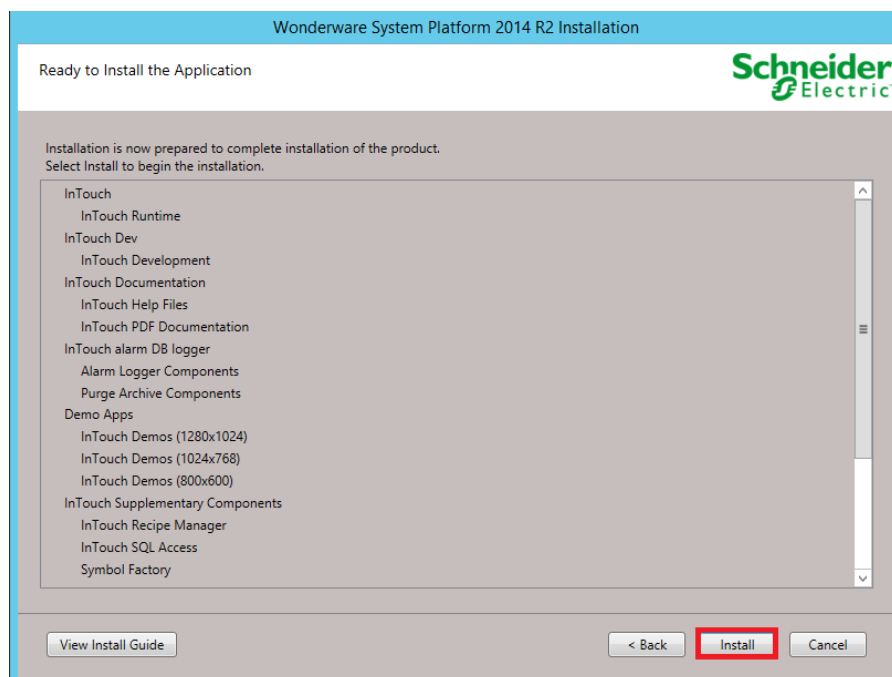 Wonderware System Platform 2014 R2 Installation
Ready to Install the Application
Schneider
Electric
Installation is now prepared to complete installation of the product.
Select Install to begin the installation.
InTouch
InTouch Runtime
InTouch Dev
InTouch Development
InTouch Documentation
InTouch Help Files
InTouch PDF Documentation
InTouch alarm DB logger
Alarm Logger Components
Purge Archive Components
Demo Apps
InTouch Demos (1280x1024)
InTouch Demos (1024x768)
InTouch Demos (800x600)
InTouch Supplementary Components
InTouch Recipe Manager
InTouch SQL Access
Symbol Factory
View Install Guide < Back Install Cancel